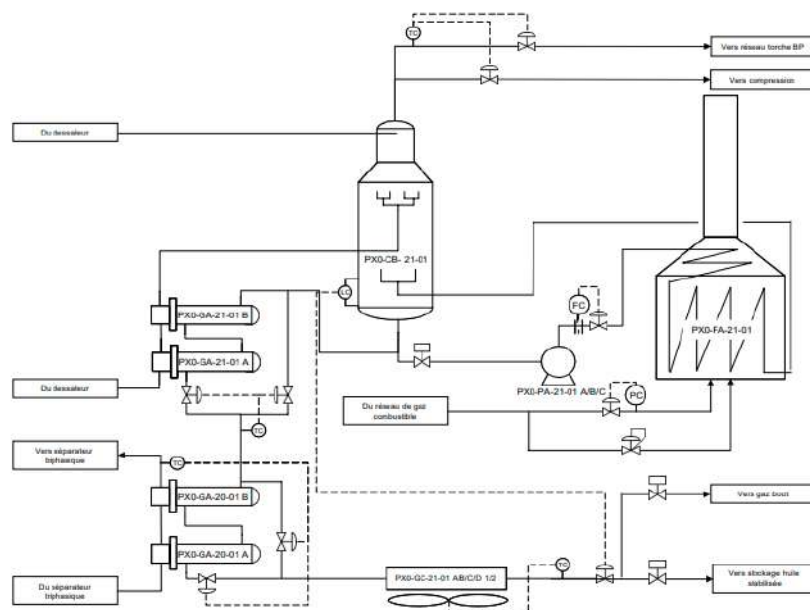 TC
Vers réseau torche BP
Vers compression
Du dessaleur
PX0-CB- 21-01
LC
PX0-GA-21-01 B
FC
PX0-FA-21-01
PX0-GA-21-01 A
Du dessaleur
PX0-PA-21-01 A/B/C
PC
Du réseau de gaz
combustible
TC
Vers séparateur
triphasique
TC
PX0-GA-20-01 B
Vers gaz boot
PX0-GA-20-01 A
TC
Du séparateur
triphasique
PX0-GC-21-01 AB/C/D 1/2
Vers stockage huile
stabilisée